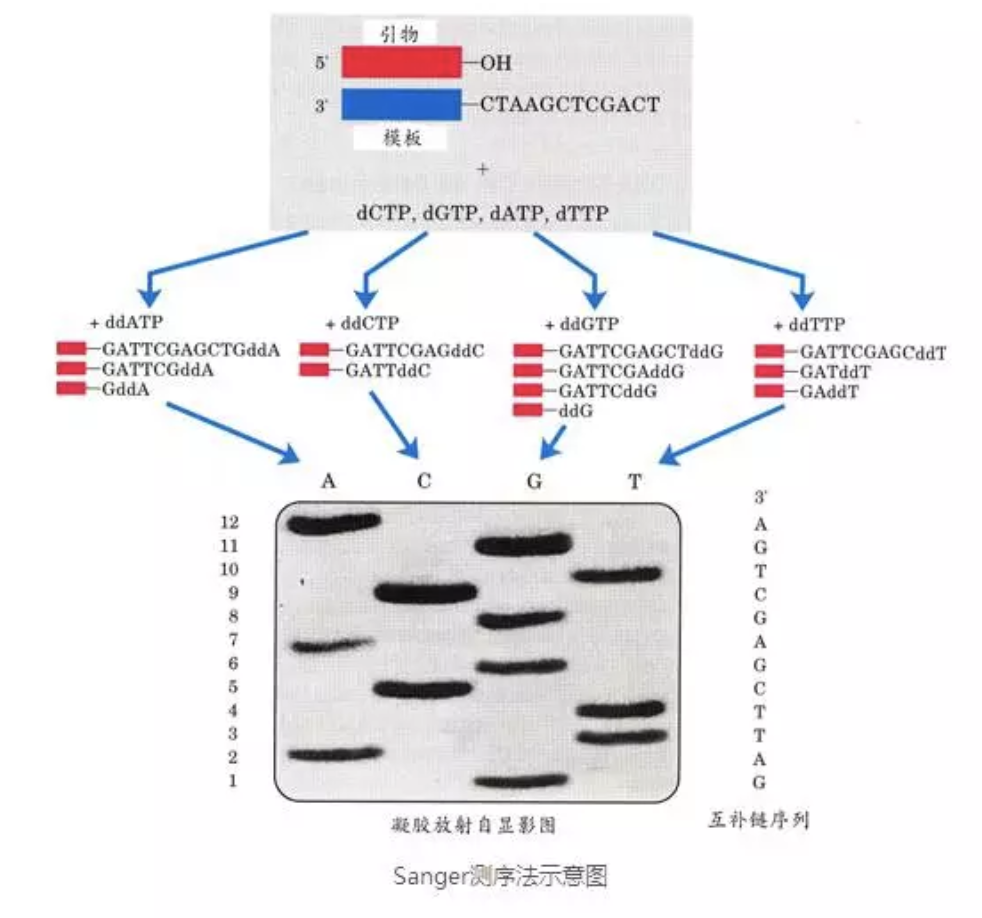 引物
5' —OH
3' —CTAAGCTCGACT
模板
+
dCTP, dGTP, dATP, dTTP
+ ddATP
GATTCGAGCTGddA
GATTCGddA
GddA
+ ddCTP
GATTCGAGddC
GATTddC
+ ddGTP
GATTCGAGCTddG
GATTCGAddG
GATTCddG
ddG
+ ddTTP
GATTCGAGCddT
GATddT
GAddT
A C G T
3'
12 A
11 G
10 T
9 C
8 G
7 A
6 G
5 C
4 T
3 T
2 A
1 G
凝胶放射自显影图
互补链序列
Sanger测序法示意图